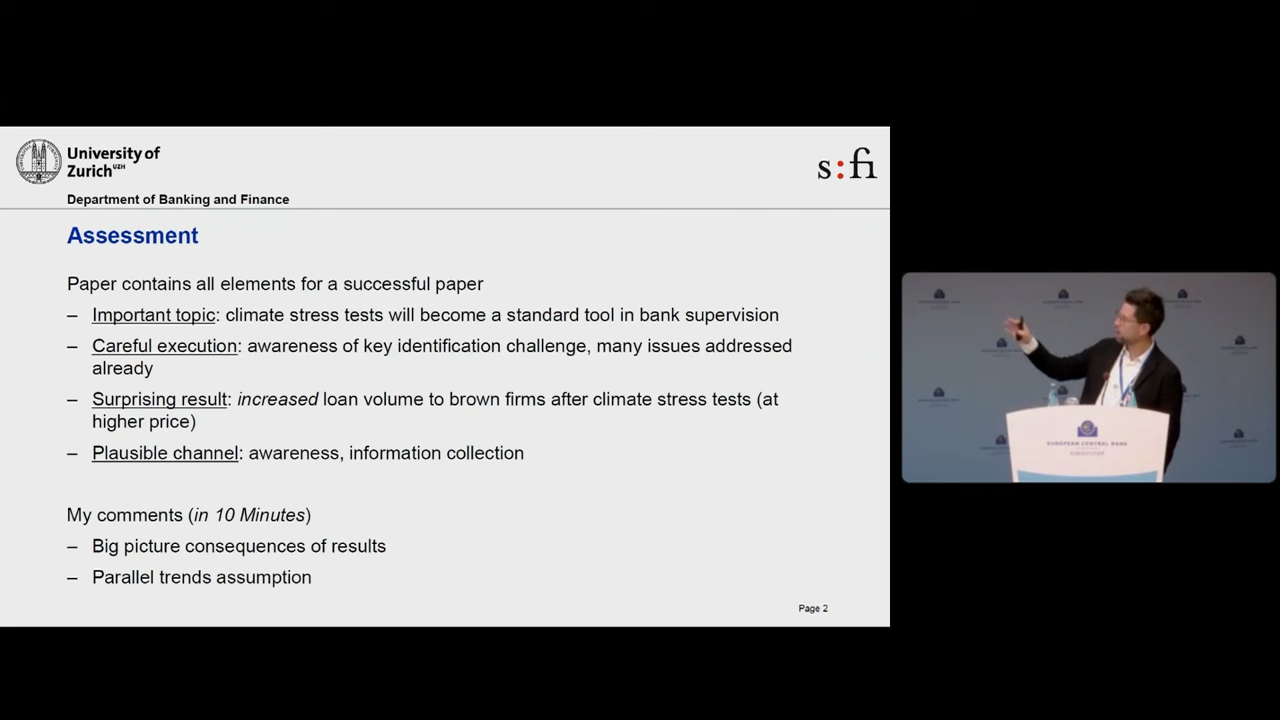 University of
Zurich UZH
s:fi
Department of Banking and Finance
Assessment
Paper contains all elements for a successful paper
– Important topic: climate stress tests will become a standard tool in bank supervision
– Careful execution: awareness of key identification challenge, many issues addressed
already
– Surprising result: increased loan volume to brown firms after climate stress tests (at
higher price)
– Plausible channel: awareness, information collection
My comments (in 10 Minutes)
– Big picture consequences of results
– Parallel trends assumption
Page 2
EUROPEAN CENTRAL BANK
EUROSYSTEM